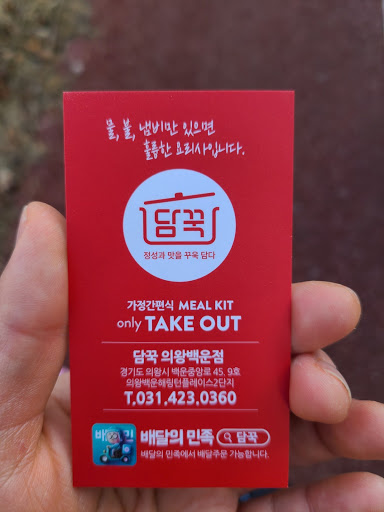 물, 불, 냄비만 있으면
훌륭한 요리사입니다.
담꾹
정성과 맛을 꾸욱 담다
가정간편식 MEAL KIT
only TAKE OUT
담꾹 의왕백운점
경기도 의왕시 백운중앙로 45, 9호
의왕백운해링턴플레이스2단지
T.031.423.0360
배달의 민족 담꾹
배달의 민족에서 배달주문 가능합니다.